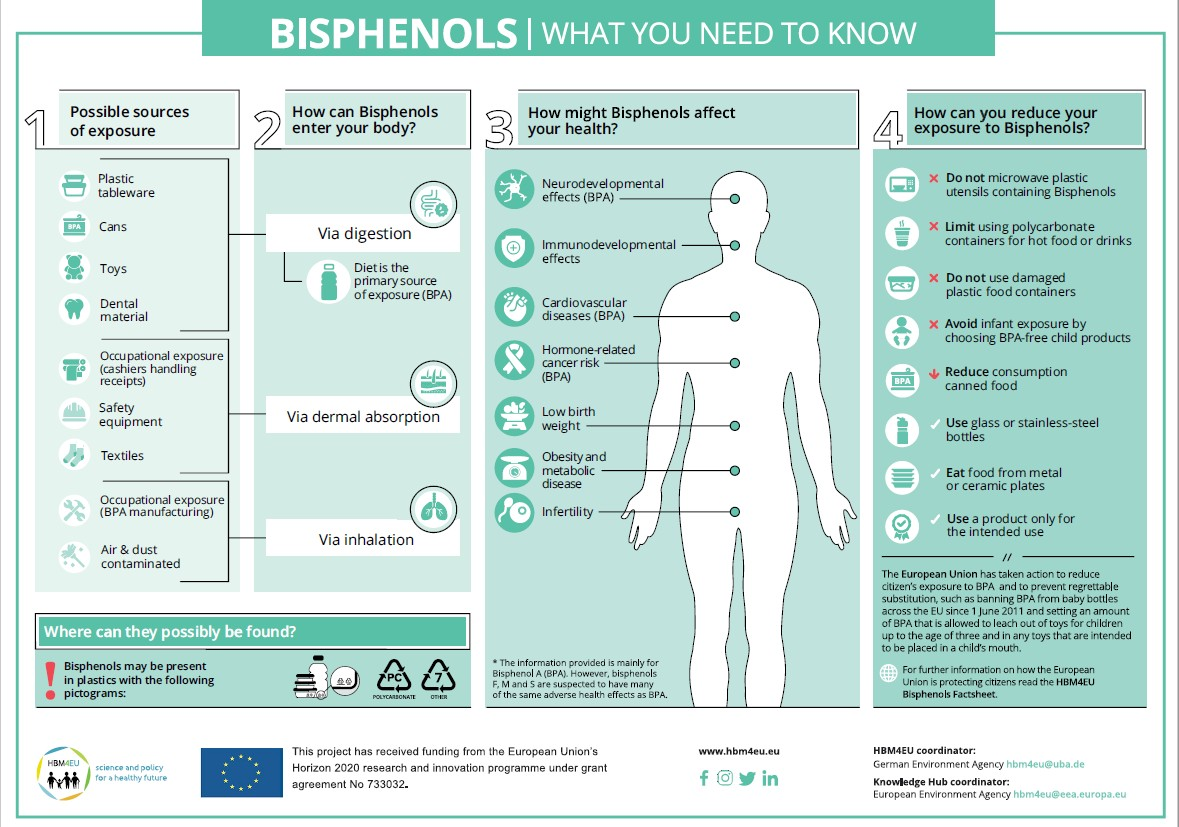 BISPHENOLS | WHAT YOU NEED TO KNOW
1
Possible sources
of exposure
Plastic
tableware
BPA
Cans
Toys
Dental
material
Occupational exposure
(cashiers handling
receipts)
Safety
equipment
Textiles
Occupational exposure
(BPA manufacturing)
Air & dust
contaminated
2
How can Bisphenols
enter your body?
Via digestion
Diet is the
primary source
of exposure (BPA)
Via dermal absorption
Via inhalation
Where can they possibly be found?
Bisphenols may be present
in plastics with the following
pictograms:
PC
POLYCARBONATE
7
OTHER
3
How might Bisphenols affect
your health?
Neurodevelopmental
effects (BPA)
Immunodevelopmental
effects
Cardiovascular
diseases (BPA)
Hormone-related
cancer risk
(BPA)
Low birth
weight
Obesity and
metabolic
disease
Infertility
* The information provided is mainly for
Bisphenol A (BPA). However, bisphenols
F, M and S are suspected to have many
of the same adverse health effects as BPA.
4
How can you reduce your
exposure to Bisphenols?
Do not microwave plastic
utensils containing Bisphenols
Limit using polycarbonate
containers for hot food or drinks
Do not use damaged
plastic food containers
Avoid infant exposure by
choosing BPA-free child products
BPA
Reduce consumption
canned food
Use glass or stainless-steel
bottles
Eat food from metal
or ceramic plates
Use a product only for
the intended use
//
The European Union has taken action to reduce
citizen's exposure to BPA and to prevent regrettable
substitution, such as banning BPA from baby bottles
across the EU since 1 June 2011 and setting an amount
of BPA that is allowed to leach out of toys for children
up to the age of three and in any toys that are intended
to be placed in a child's mouth.
For further information on how the European
Union is protecting citizens read the HBM4EU
Bisphenols Factsheet.
HBM4EU
science and policy
for a healthy future
This project has received funding from the European Union's
Horizon 2020 research and innovation programme under grant
agreement No 733032.
www.hbm4eu.eu
HBM4EU coordinator:
German Environment Agency hbm4eu@uba.de
Knowledge Hub coordinator:
European Environment Agency hbm4eu@eea.europa.eu